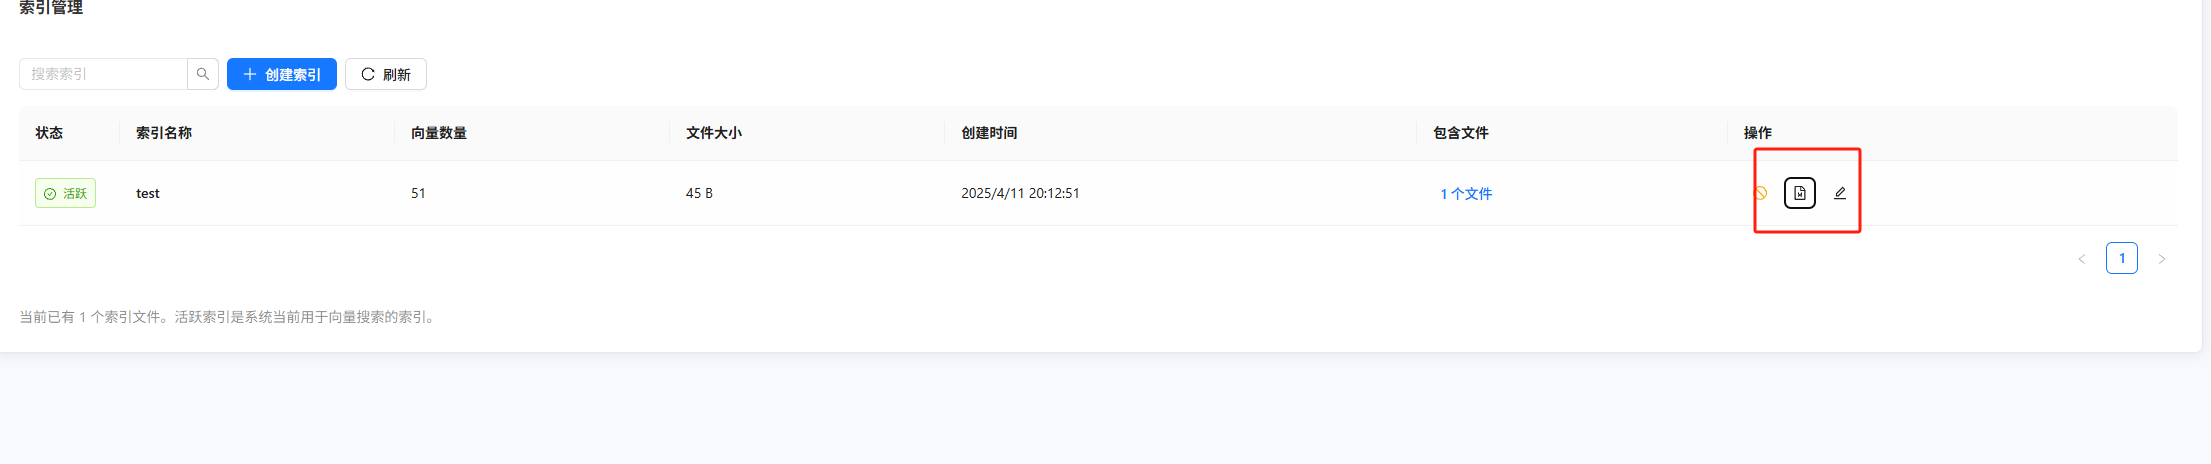 索引管理
搜索索引 创建索引 刷新
状态 索引名称 向量数量 文件大小 创建时间 包含文件 操作
活跃 test 51 45 B 2025/4/11 20:12:51 1 个文件
1
当前已有 1 个索引文件。活跃索引是系统当前用于向量搜索的索引。